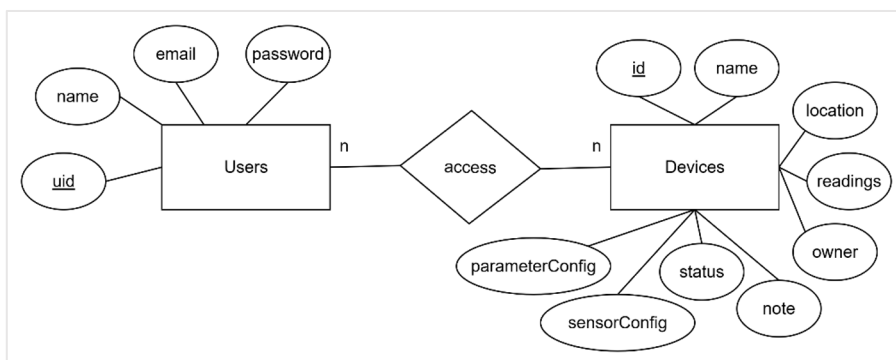 email
password
id
name
name
location
n
n
Users
access
Devices
uid
readings
owner
parameterConfig
status
sensorConfig
note